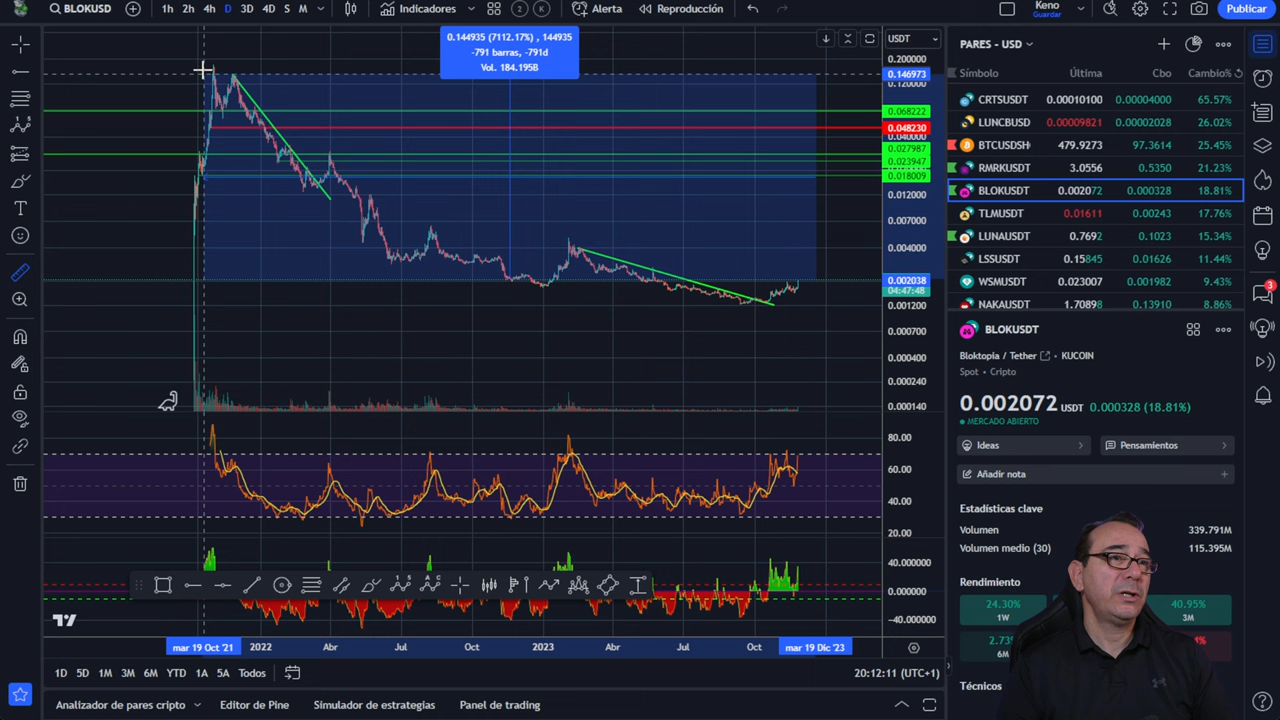 BLOKUSD
1h 2h 4h D 3D 4D S M
Indicadores
2 K
Alerta
Reproducción
Keno
Guardar
Publicar
0.144935 (7112.17%) , 144935
-791 barras, -791d
Vol. 184.195B
USDT
0.200000
0.146973
0.120000
0.068222
0.048230
0.040000
0.027987
0.023947
0.018009
0.012000
0.007000
0.004000
0.002038
04:47:48
0.001200
0.000700
0.000400
0.000240
0.000140
80.00
60.00
40.00
20.00
40.000000
0.000000
-40.000000
mar 19 Oct '21 2022 Abr Jul Oct 2023 Abr Jul Oct mar 19 Dic '23
1D 5D 1M 3M 6M YTD 1A 5A Todos
20:12:11 (UTC+1)
Analizador de pares cripto Editor de Pine Simulador de estrategias Panel de trading
PARES - USD
Símbolo Última Cbo Cambio%
CRTSUSDT 0.00010100 0.00004000 65.57%
LUNCBUSD 0.00009821 0.00002028 26.02%
BTCUSDSH 479.9273 97.3614 25.45%
RMRKUSDT 3.0556 0.5350 21.23%
BLOKUSDT 0.002072 0.000328 18.81%
TLMUSDT 0.01611 0.00243 17.76%
LUNAUSDT 0.7692 0.1023 15.34%
LSSUSDT 0.15845 0.01626 11.44%
WSMUSDT 0.023007 0.001982 9.43%
NAKAUSDT 1.70898 0.13910 8.86%
BLOKUSDT
Bloktopia / Tether • KUCOIN
Spot • Cripto
0.002072 USDT 0.000328 (18.81%)
MERCADO ABIERTO
Ideas
Pensamientos
Añadir nota
Estadísticas clave
Volumen 339.791M
Volumen medio (30) 115.395M
Rendimiento
24.30%
1W
40.95%
3M
6M
Técnicos
3